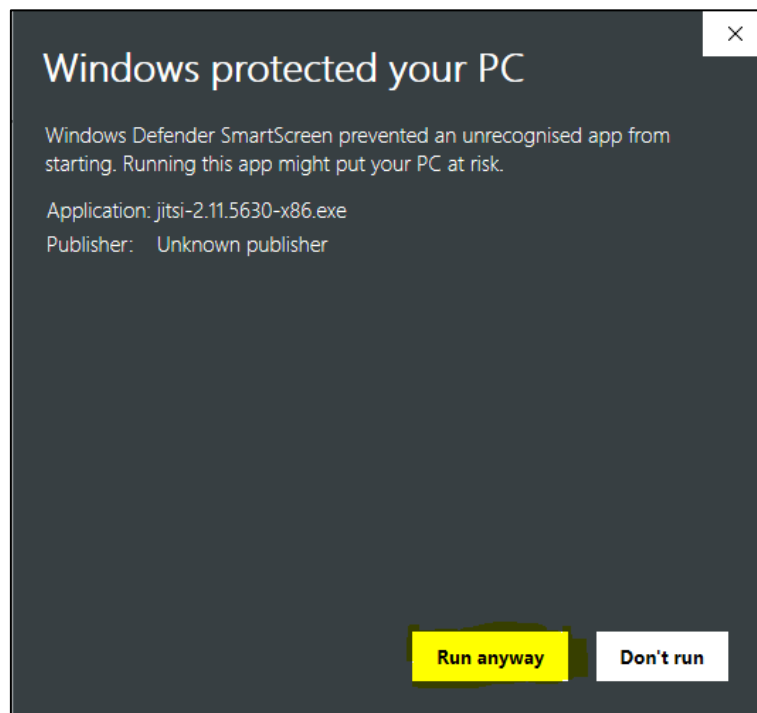 Windows protected your PC
Windows Defender SmartScreen prevented an unrecognised app from
starting. Running this app might put your PC at risk.
Application: jitsi-2.11.5630-x86.exe
Publisher: Unknown publisher
Run anyway Don't run